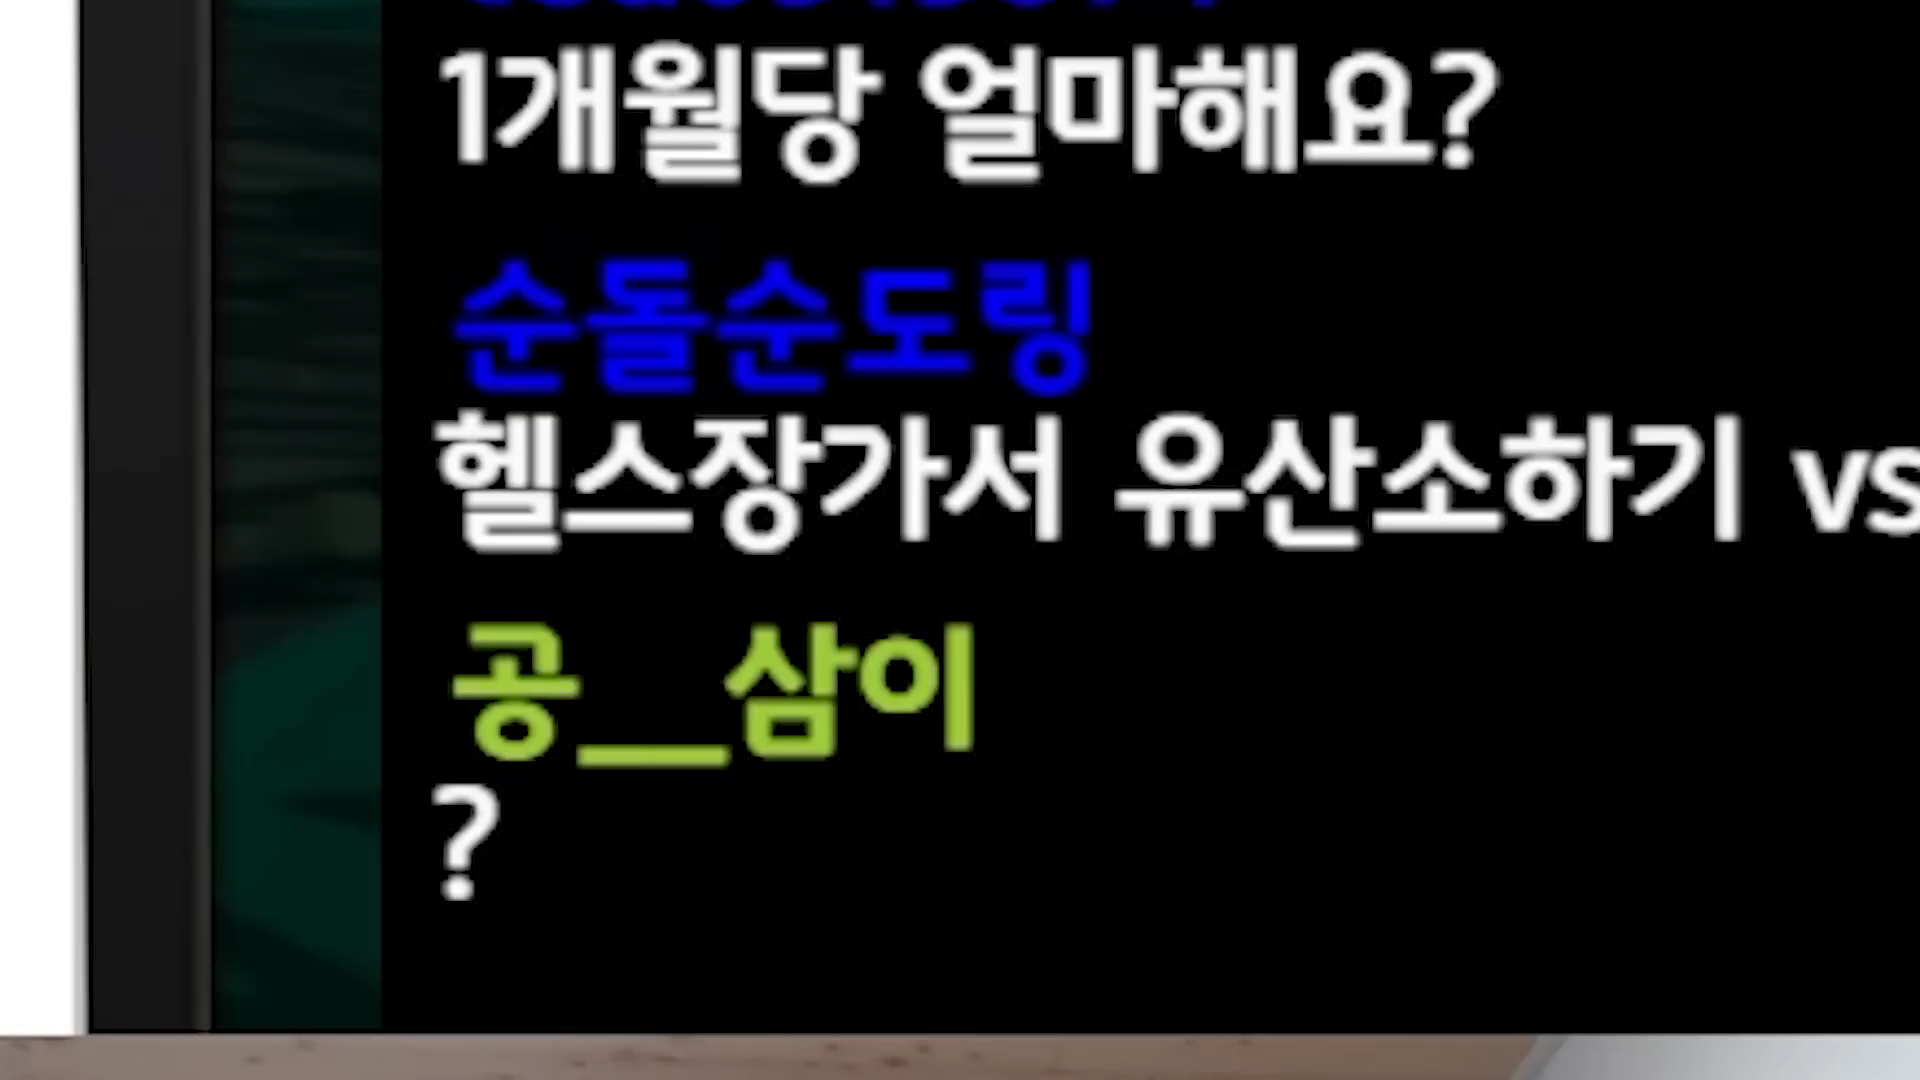 1개월당 얼마해요?
순돌순도링
헬스장가서 유산소하기 vs
공__삼이
?